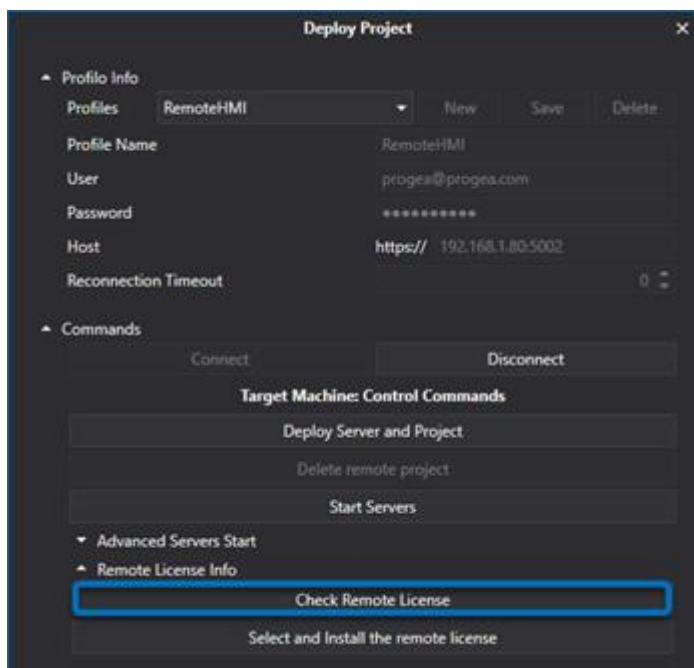 Deploy Project
Profilo Info
Profiles RemoteHMI New Save Delete
Profile Name RemoteHMI
User progea@progea.com
Password ••••••••••
Host https:// 192.168.1.80:5002
Reconnection Timeout 0
Commands
Connect Disconnect
Target Machine: Control Commands
Deploy Server and Project
Delete remote project
Start Servers
Advanced Servers Start
Remote License Info
Check Remote License
Select and Install the remote license